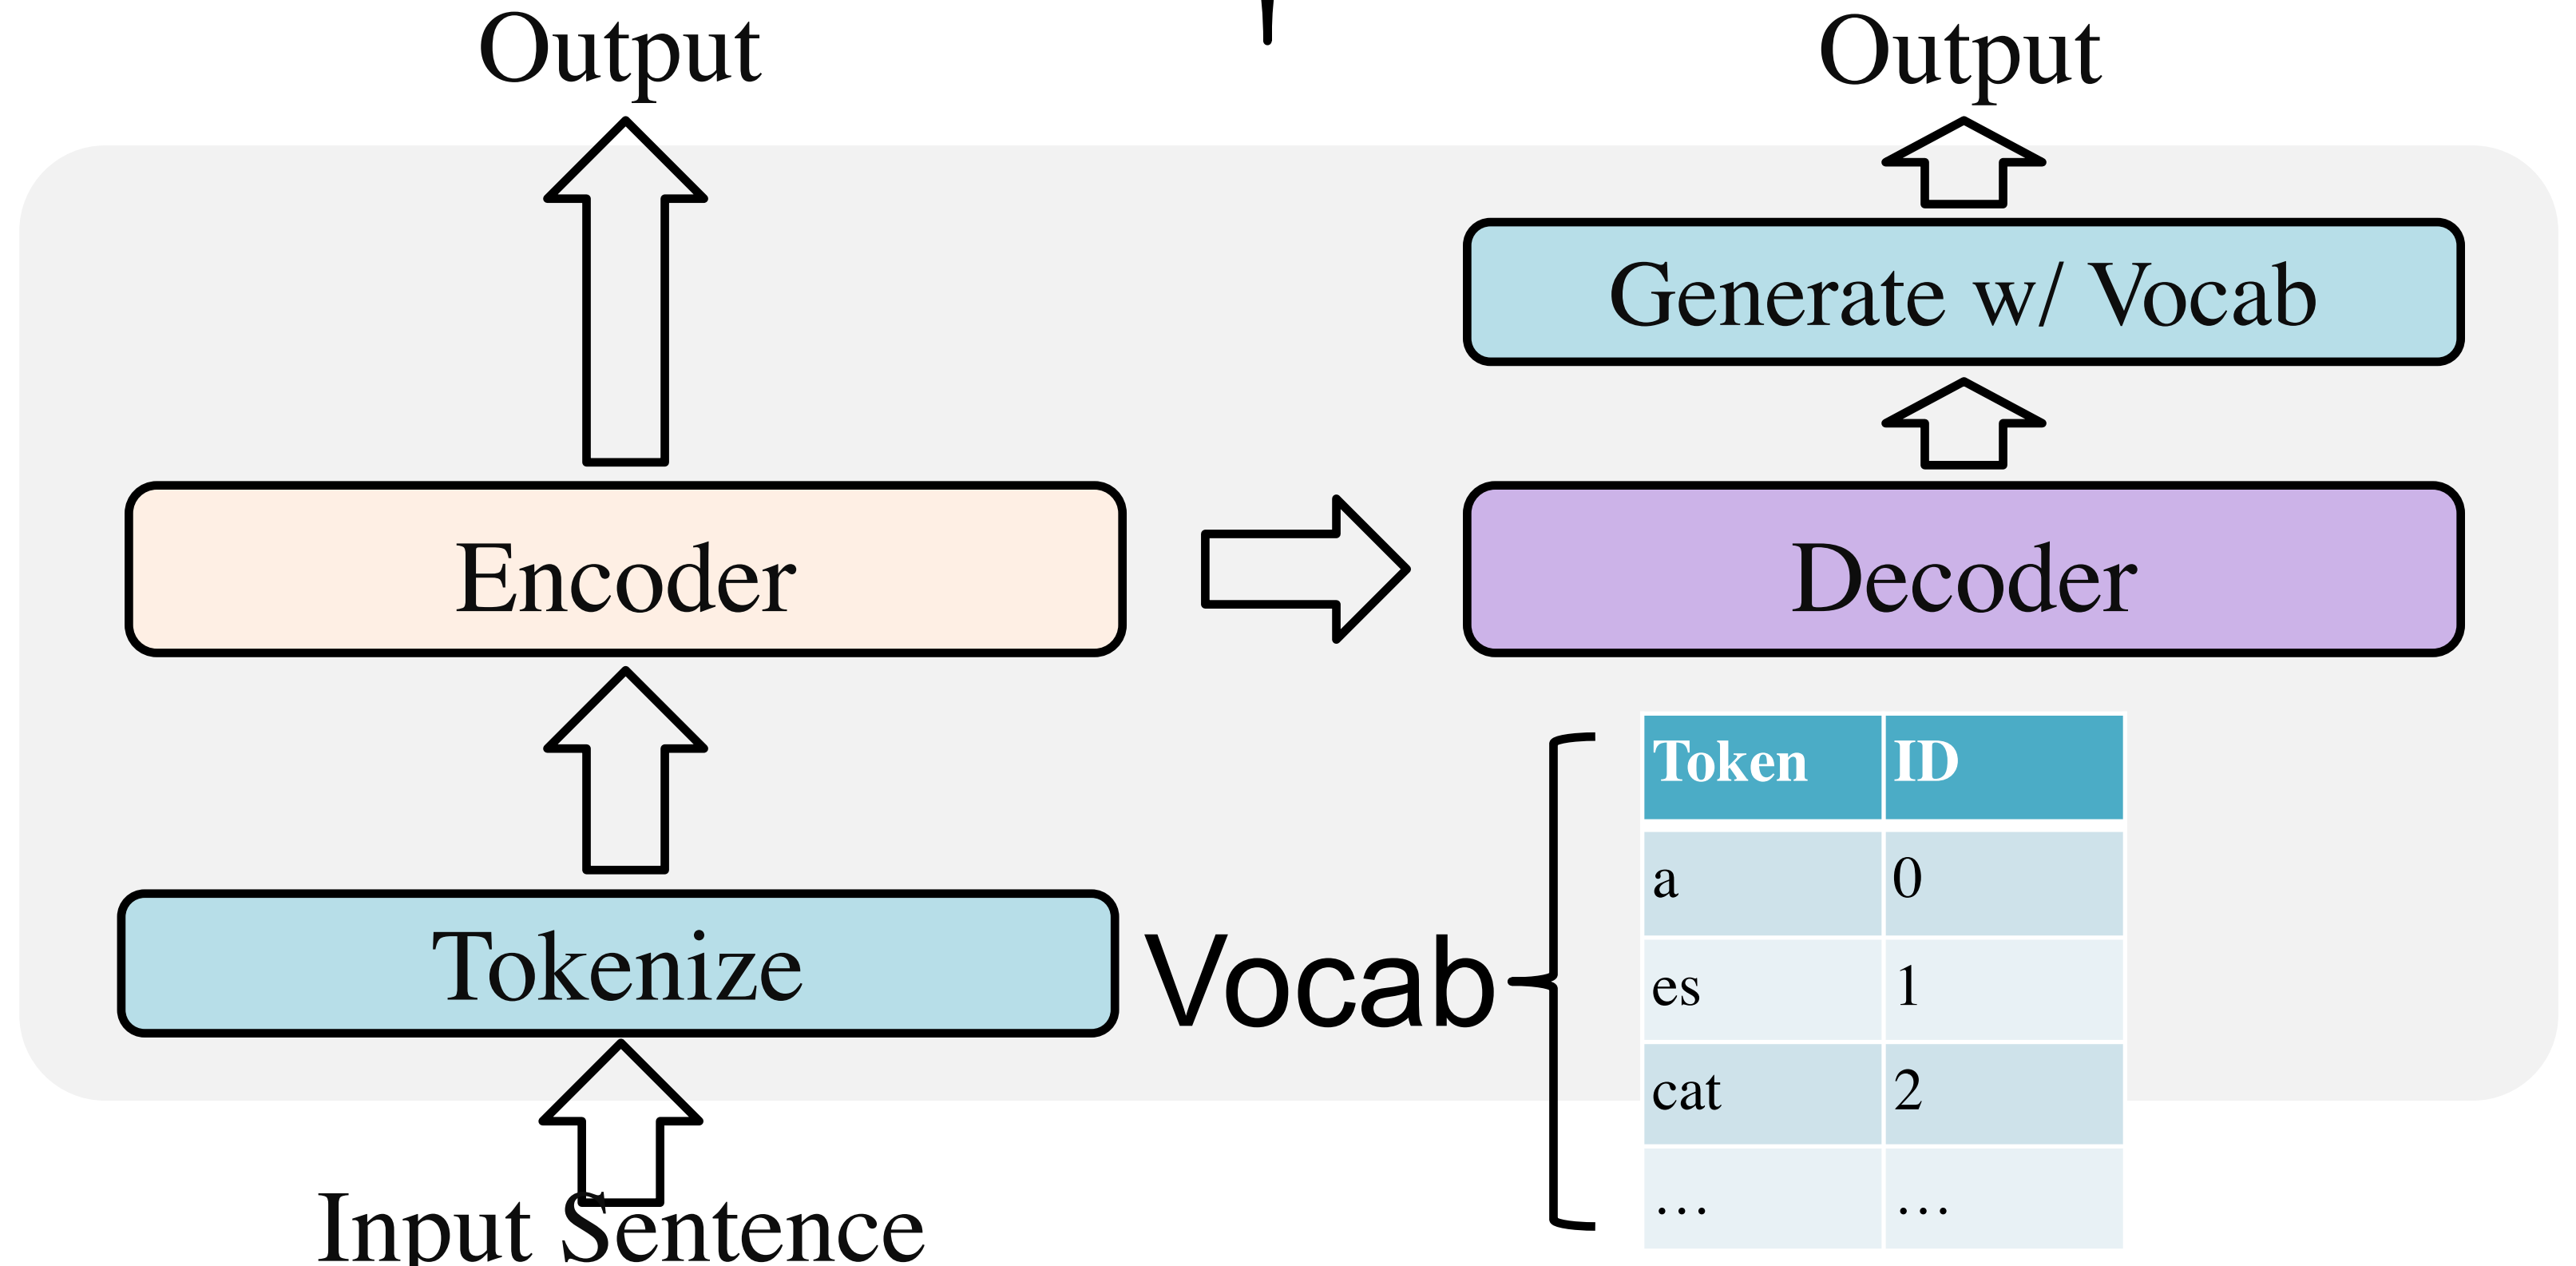 Output
Output
Generate w/ Vocab
Encoder
Decoder
Tokenize
Vocab
Token ID
a 0
es 1
cat 2
... ...
Input Sentence